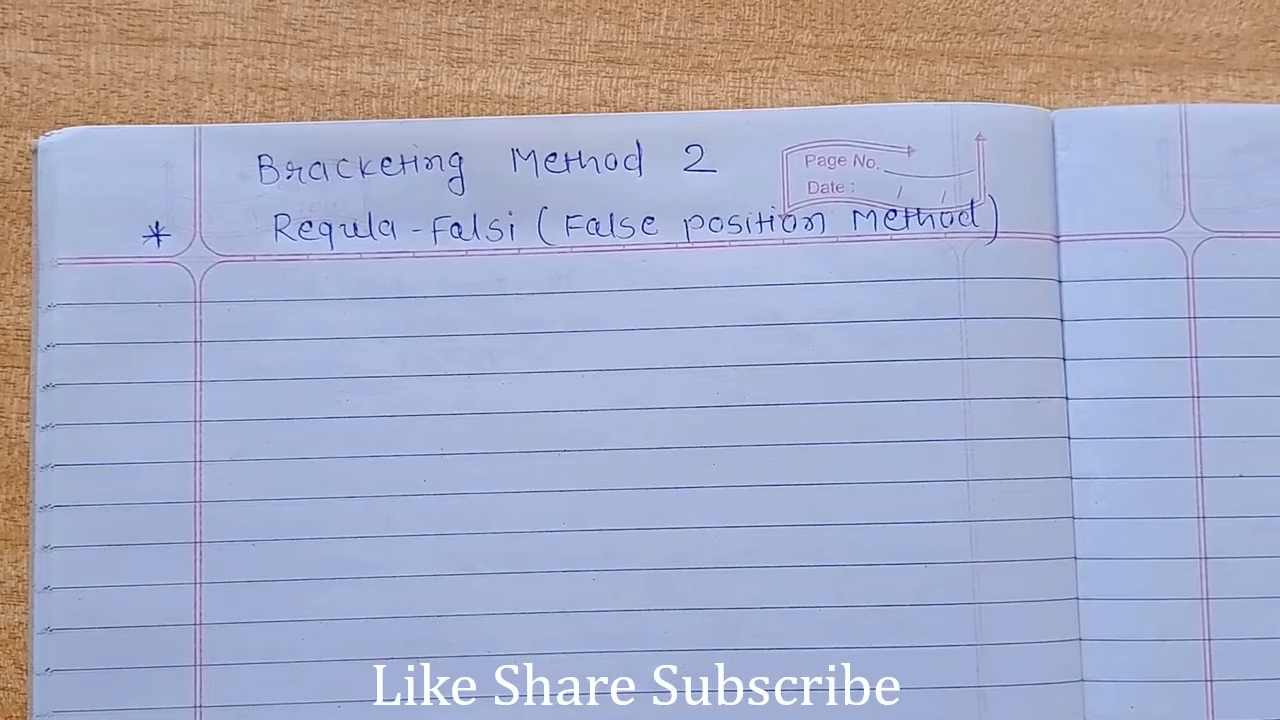 Bracketing Method 2
Page No.
Date : / /
* Regula-Falsi (False position Method)
Like Share Subscribe